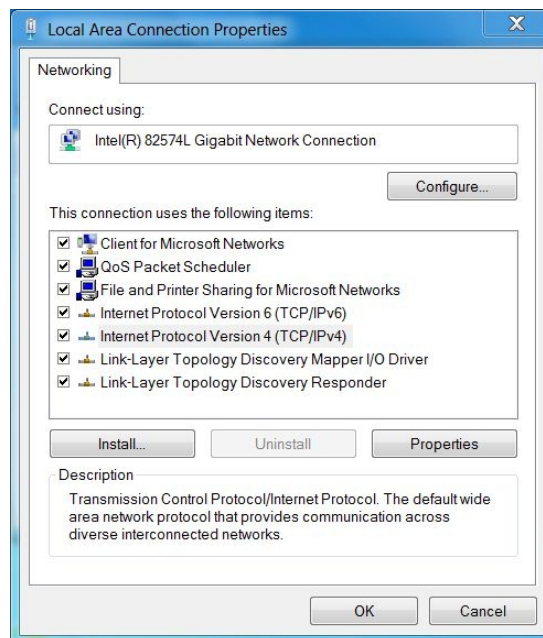 Local Area Connection Properties
X
Networking
Connect using:
Intel(R) 82574L Gigabit Network Connection
Configure...
This connection uses the following items:
Client for Microsoft Networks
QoS Packet Scheduler
File and Printer Sharing for Microsoft Networks
Internet Protocol Version 6 (TCP/IPv6)
Internet Protocol Version 4 (TCP/IPv4)
Link-Layer Topology Discovery Mapper I/O Driver
Link-Layer Topology Discovery Responder
Install... Uninstall Properties
Description
Transmission Control Protocol/Internet Protocol. The default wide
area network protocol that provides communication across
diverse interconnected networks.
OK Cancel